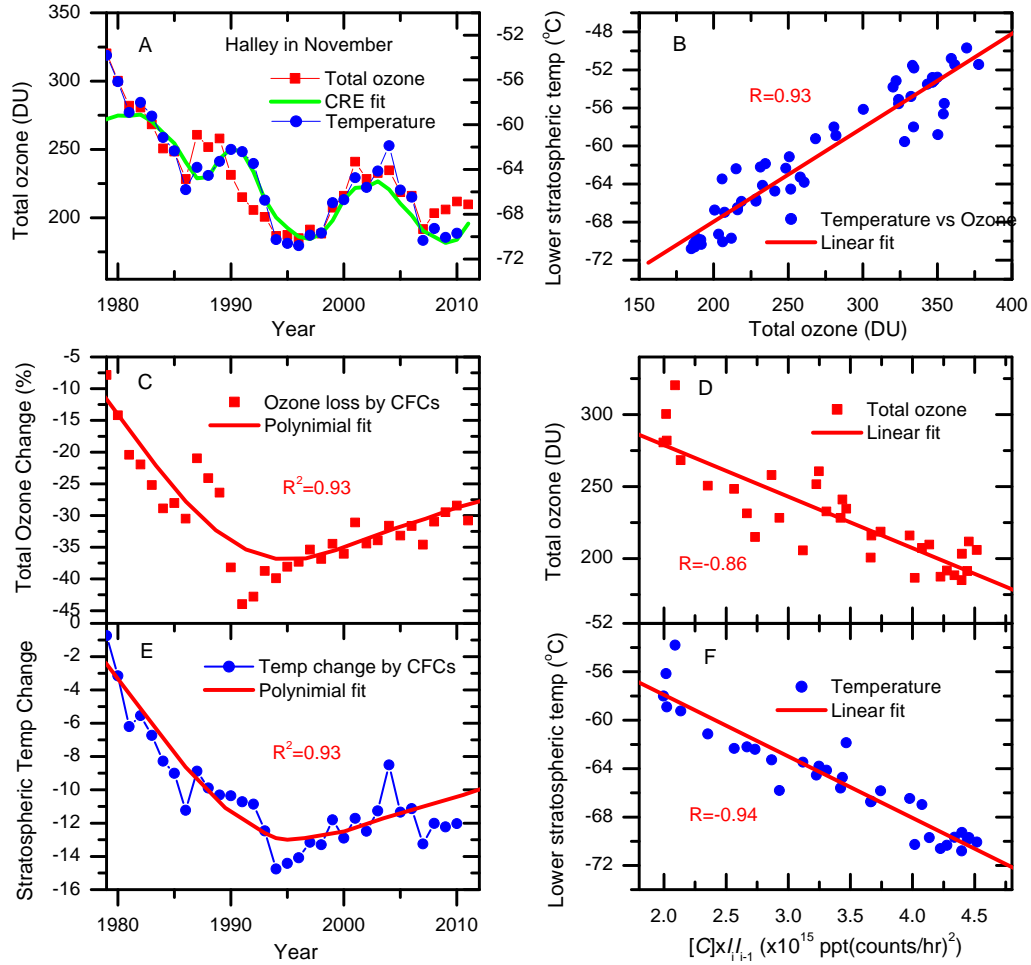 A
Halley in November
Total ozone
CRE fit
Temperature
350
300
250
200
Total ozone (DU)
-52
-56
-60
-64
-68
-72
1980 1990 2000 2010
Year
B
R=0.93
Temperature vs Ozone
Linear fit
Lower stratospheric temp (°C)
-48
-52
-56
-60
-64
-68
-72
150 200 250 300 350 400
Total ozone (DU)
C
Ozone loss by CFCs
Polynimial fit
R²=0.93
Total Ozone Change (%)
-5
-10
-15
-20
-25
-30
-35
-40
-45
D
Total ozone
Linear fit
R=-0.86
Total ozone (DU)
300
250
200
E
Temp change by CFCs
Polynimial fit
R²=0.93
Stratospheric Temp Change
0
-2
-4
-6
-8
-10
-12
-14
-16
1980 1990 2000 2010
Year
F
Temperature
Linear fit
R=-0.94
Lower stratospheric temp (°C)
-52
-56
-60
-64
-68
-72
2.0 2.5 3.0 3.5 4.0 4.5
[C]xIᵢIᵢ₋₁ (x10¹⁵ ppt(counts/hr)²)